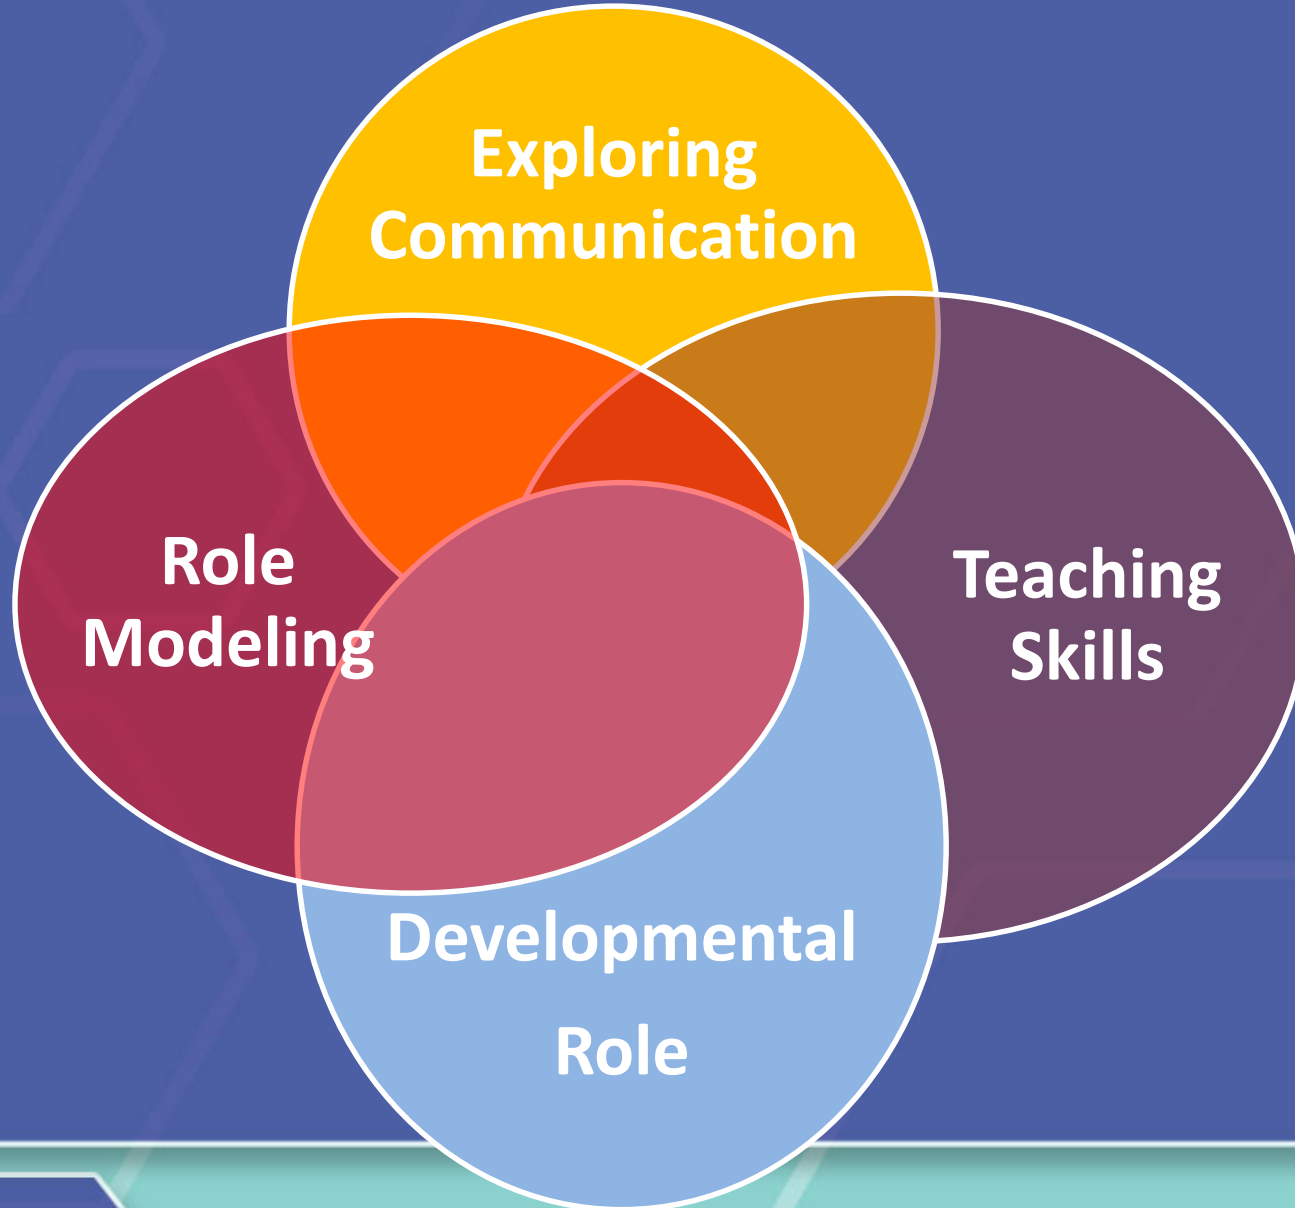 Exploring
Communication
Role
Modeling
Teaching
Skills
Developmental
Role